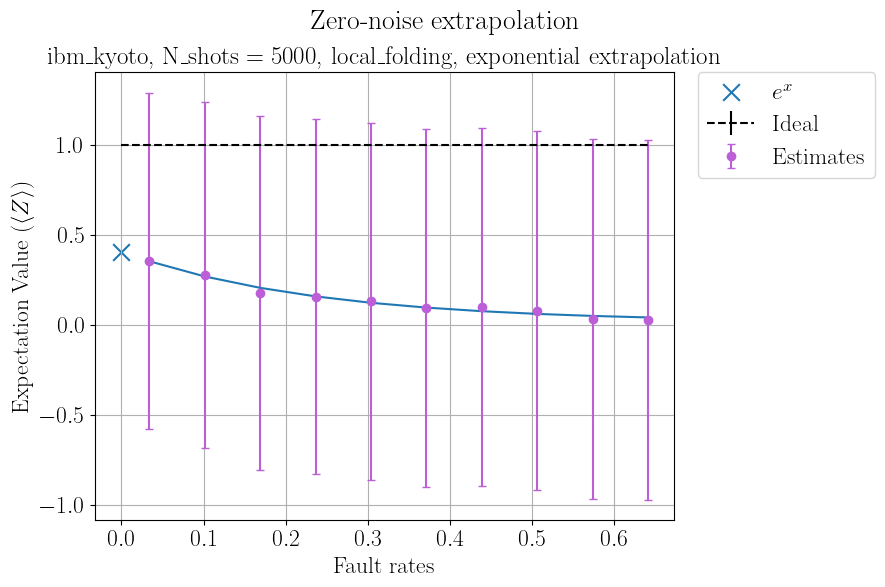 Zero-noise extrapolation
ibm_kyoto, N_shots = 5000, local_folding, exponential extrapolation
e^x
Ideal
Estimates
Expectation Value (⟨Z⟩)
1.0
0.5
0.0
−0.5
−1.0
0.0 0.1 0.2 0.3 0.4 0.5 0.6
Fault rates